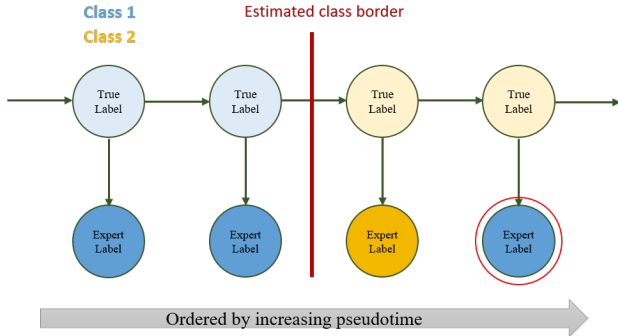 Class 1
Class 2
Estimated class border
True
Label
True
Label
True
Label
True
Label
Expert
Label
Expert
Label
Expert
Label
Expert
Label
Ordered by increasing pseudotime